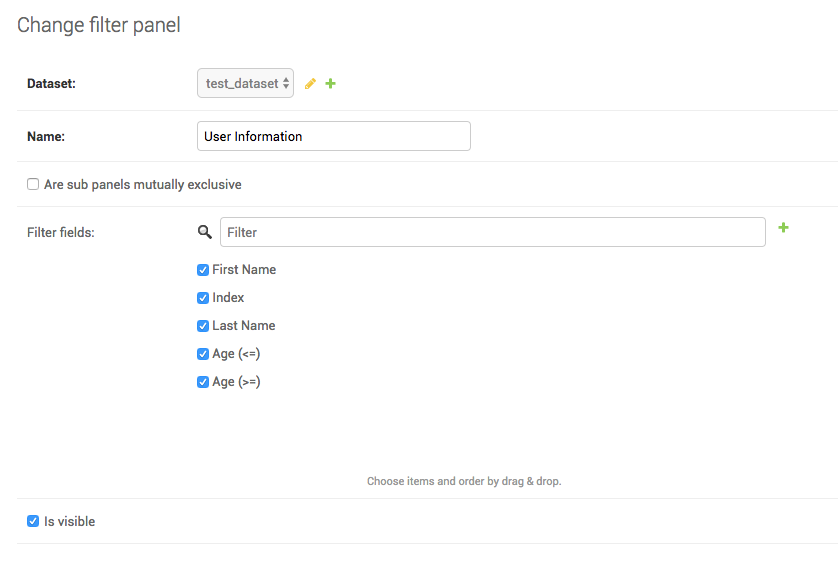 Change filter panel
Dataset: test_dataset
Name: User Information
Are sub panels mutually exclusive
Filter fields: Filter
First Name
Index
Last Name
Age (<=)
Age (>=)
Choose items and order by drag & drop.
Is visible